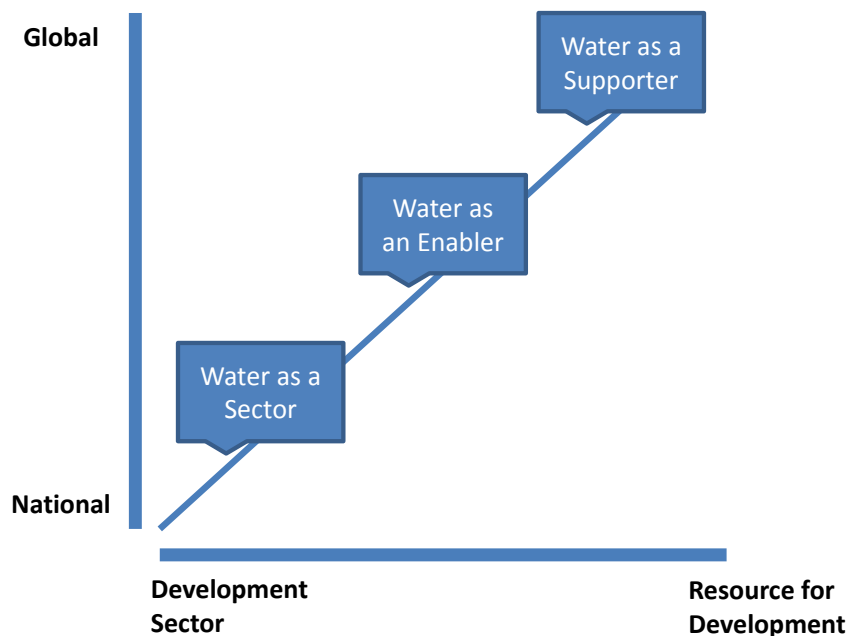 Global
Water as a
Supporter
Water as
an Enabler
Water as a
Sector
National
Development
Sector
Resource for
Development